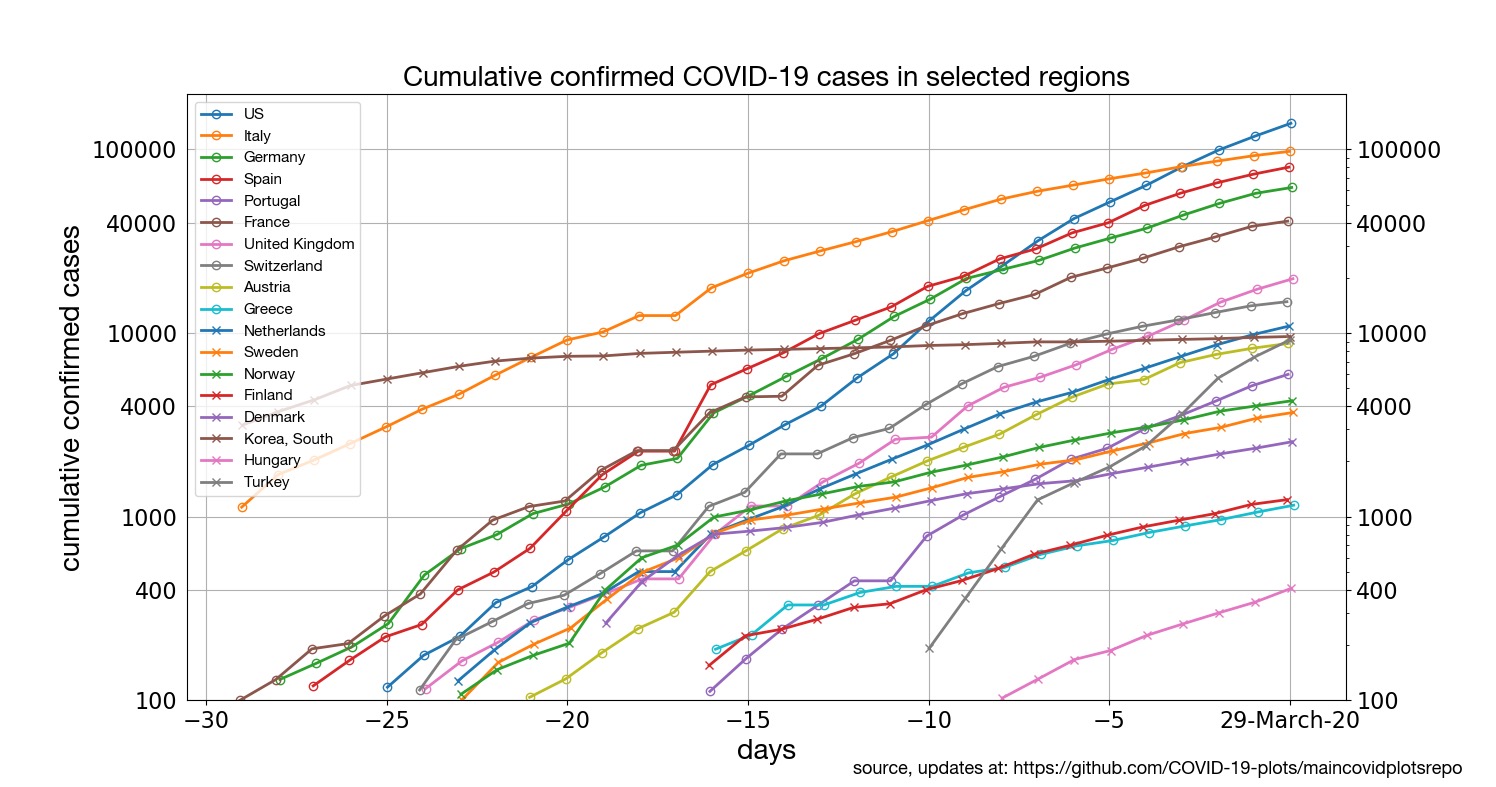 Cumulative confirmed COVID-19 cases in selected regions
US
Italy
Germany
Spain
Portugal
France
United Kingdom
Switzerland
Austria
Greece
Netherlands
Sweden
Norway
Finland
Denmark
Korea, South
Hungary
Turkey
cumulative confirmed cases
100000
40000
10000
4000
1000
400
100
100000
40000
10000
4000
1000
400
100
−30 −25 −20 −15 −10 −5 29-March-20
days
source, updates at: https://github.com/COVID-19-plots/maincovidplotsrepo